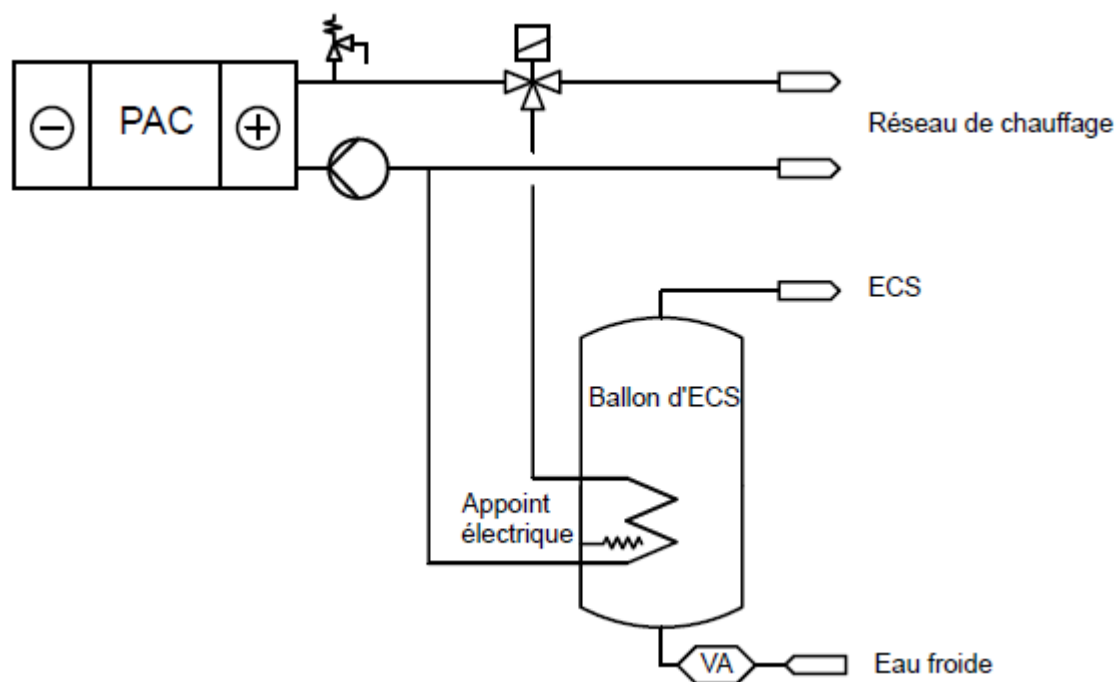 PAC
Réseau de chauffage
ECS
Ballon d'ECS
Appoint
électrique
VA
Eau froide